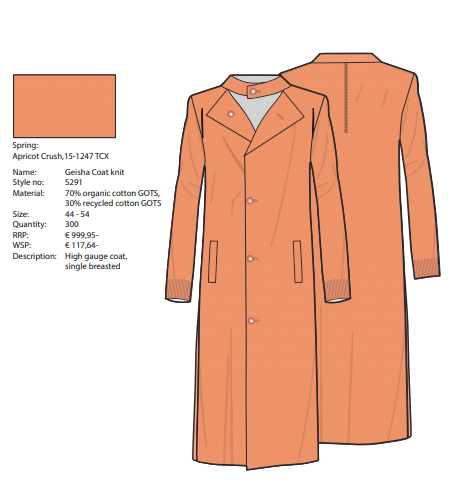 Spring:
Apricot Crush,15-1247 TCX
Name: Geisha Coat knit
Style no: S291
Material: 70% organic cotton GOTS,
30% recycled cotton GOTS
Size: 44 - 54
Quantity: 300
RRP: € 999,95-
WSP: € 117,64-
Description: High gauge coat,
single breasted